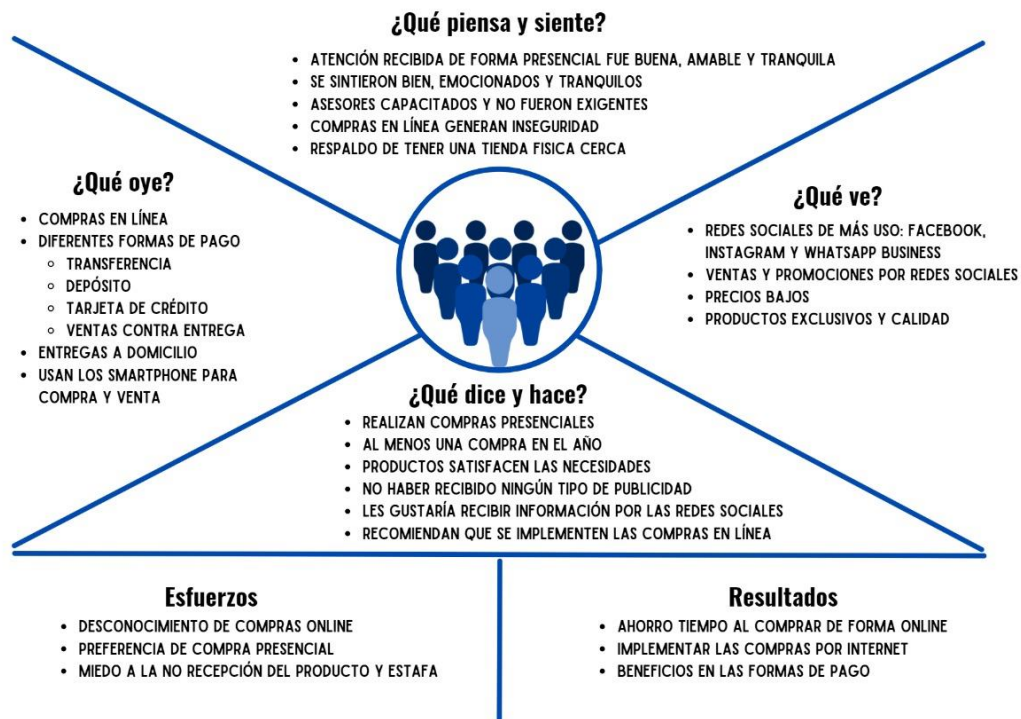 ¿Qué piensa y siente?
• ATENCIÓN RECIBIDA DE FORMA PRESENCIAL FUE BUENA, AMABLE Y TRANQUILA
• SE SINTIERON BIEN, EMOCIONADOS Y TRANQUILOS
• ASESORES CAPACITADOS Y NO FUERON EXIGENTES
• COMPRAS EN LÍNEA GENERAN INSEGURIDAD
• RESPALDO DE TENER UNA TIENDA FISICA CERCA
¿Qué oye?
• COMPRAS EN LÍNEA
• DIFERENTES FORMAS DE PAGO
○ TRANSFERENCIA
○ DEPÓSITO
○ TARJETA DE CRÉDITO
○ VENTAS CONTRA ENTREGA
• ENTREGAS A DOMICILIO
• USAN LOS SMARTPHONE PARA
COMPRA Y VENTA
¿Qué ve?
• REDES SOCIALES DE MÁS USO: FACEBOOK,
INSTAGRAM Y WHATSAPP BUSINESS
• VENTAS Y PROMOCIONES POR REDES SOCIALES
• PRECIOS BAJOS
• PRODUCTOS EXCLUSIVOS Y CALIDAD
¿Qué dice y hace?
• REALIZAN COMPRAS PRESENCIALES
• AL MENOS UNA COMPRA EN EL AÑO
• PRODUCTOS SATISFACEN LAS NECESIDADES
• NO HABER RECIBIDO NINGÚN TIPO DE PUBLICIDAD
• LES GUSTARÍA RECIBIR INFORMACIÓN POR LAS REDES SOCIALES
• RECOMIENDAN QUE SE IMPLEMENTEN LAS COMPRAS EN LÍNEA
Esfuerzos
• DESCONOCIMIENTO DE COMPRAS ONLINE
• PREFERENCIA DE COMPRA PRESENCIAL
• MIEDO A LA NO RECEPCIÓN DEL PRODUCTO Y ESTAFA
Resultados
• AHORRO TIEMPO AL COMPRAR DE FORMA ONLINE
• IMPLEMENTAR LAS COMPRAS POR INTERNET
• BENEFICIOS EN LAS FORMAS DE PAGO